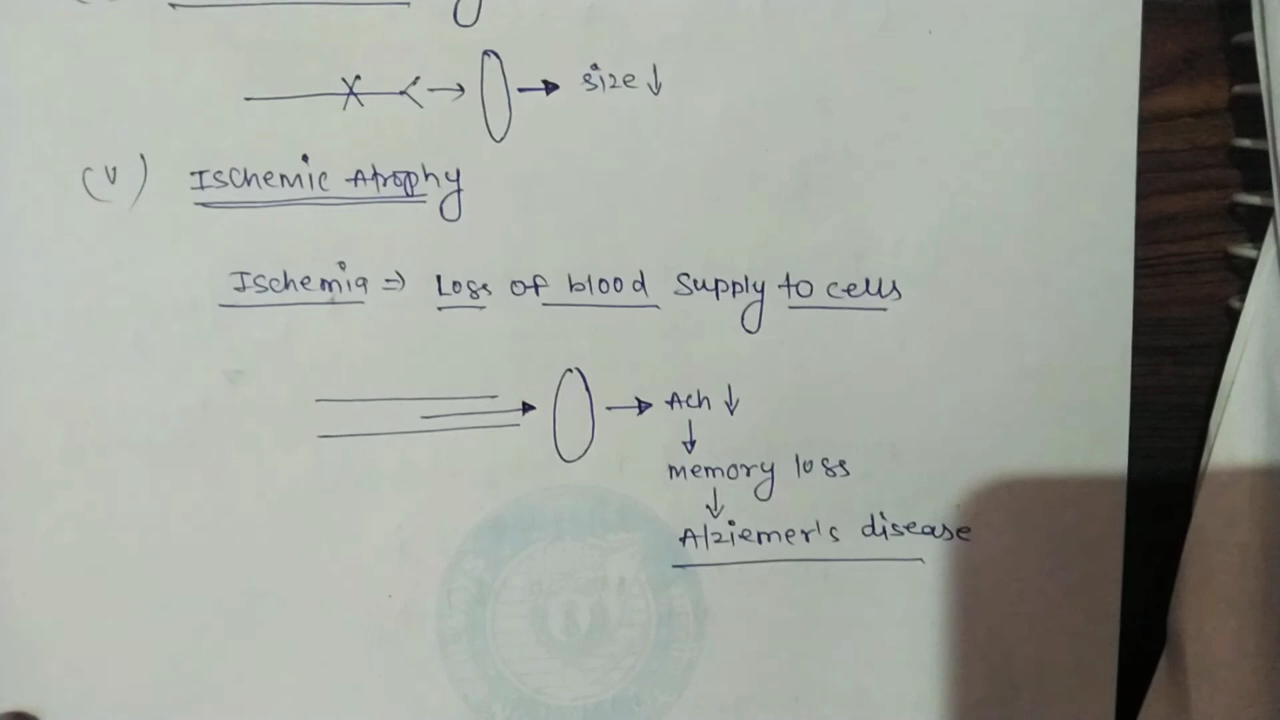 size ↓
(v) Ischemic Atrophy
Ischemia ⇒ Loss of blood supply to cells
Ach ↓
↓
memory loss
↓
Alziemer's disease